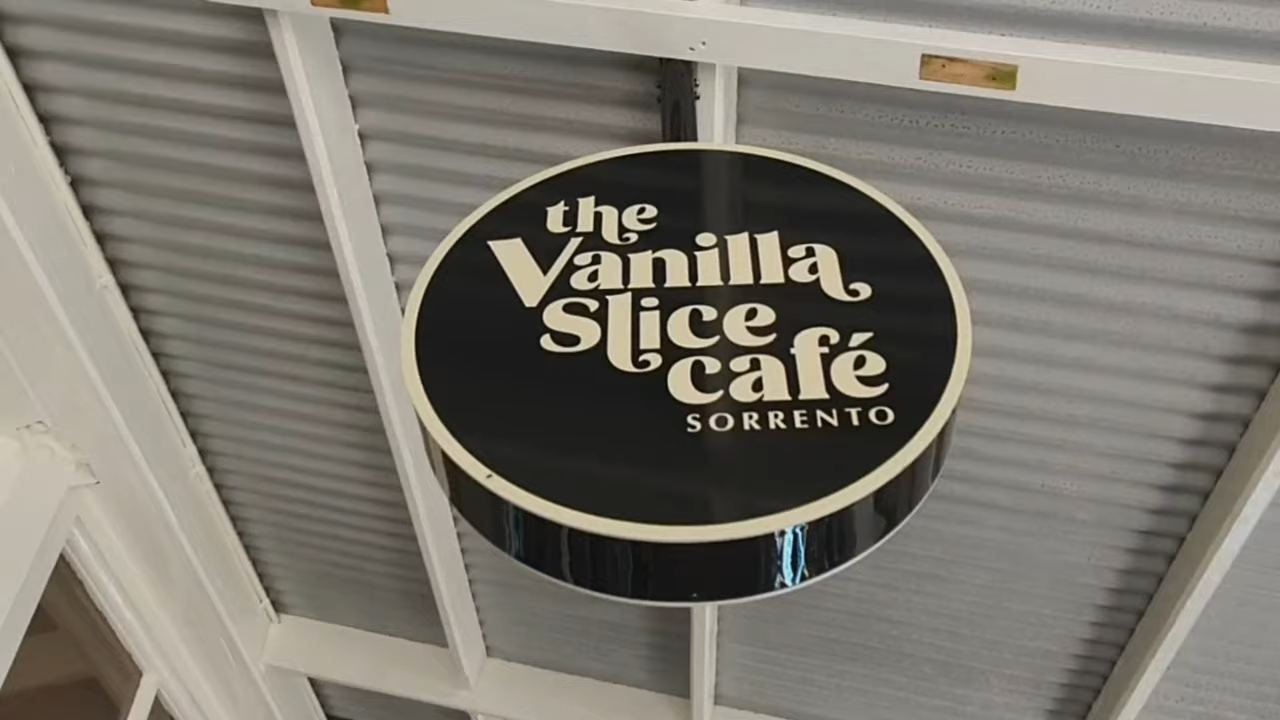 the
Vanilla
Slice
café
SORRENTO